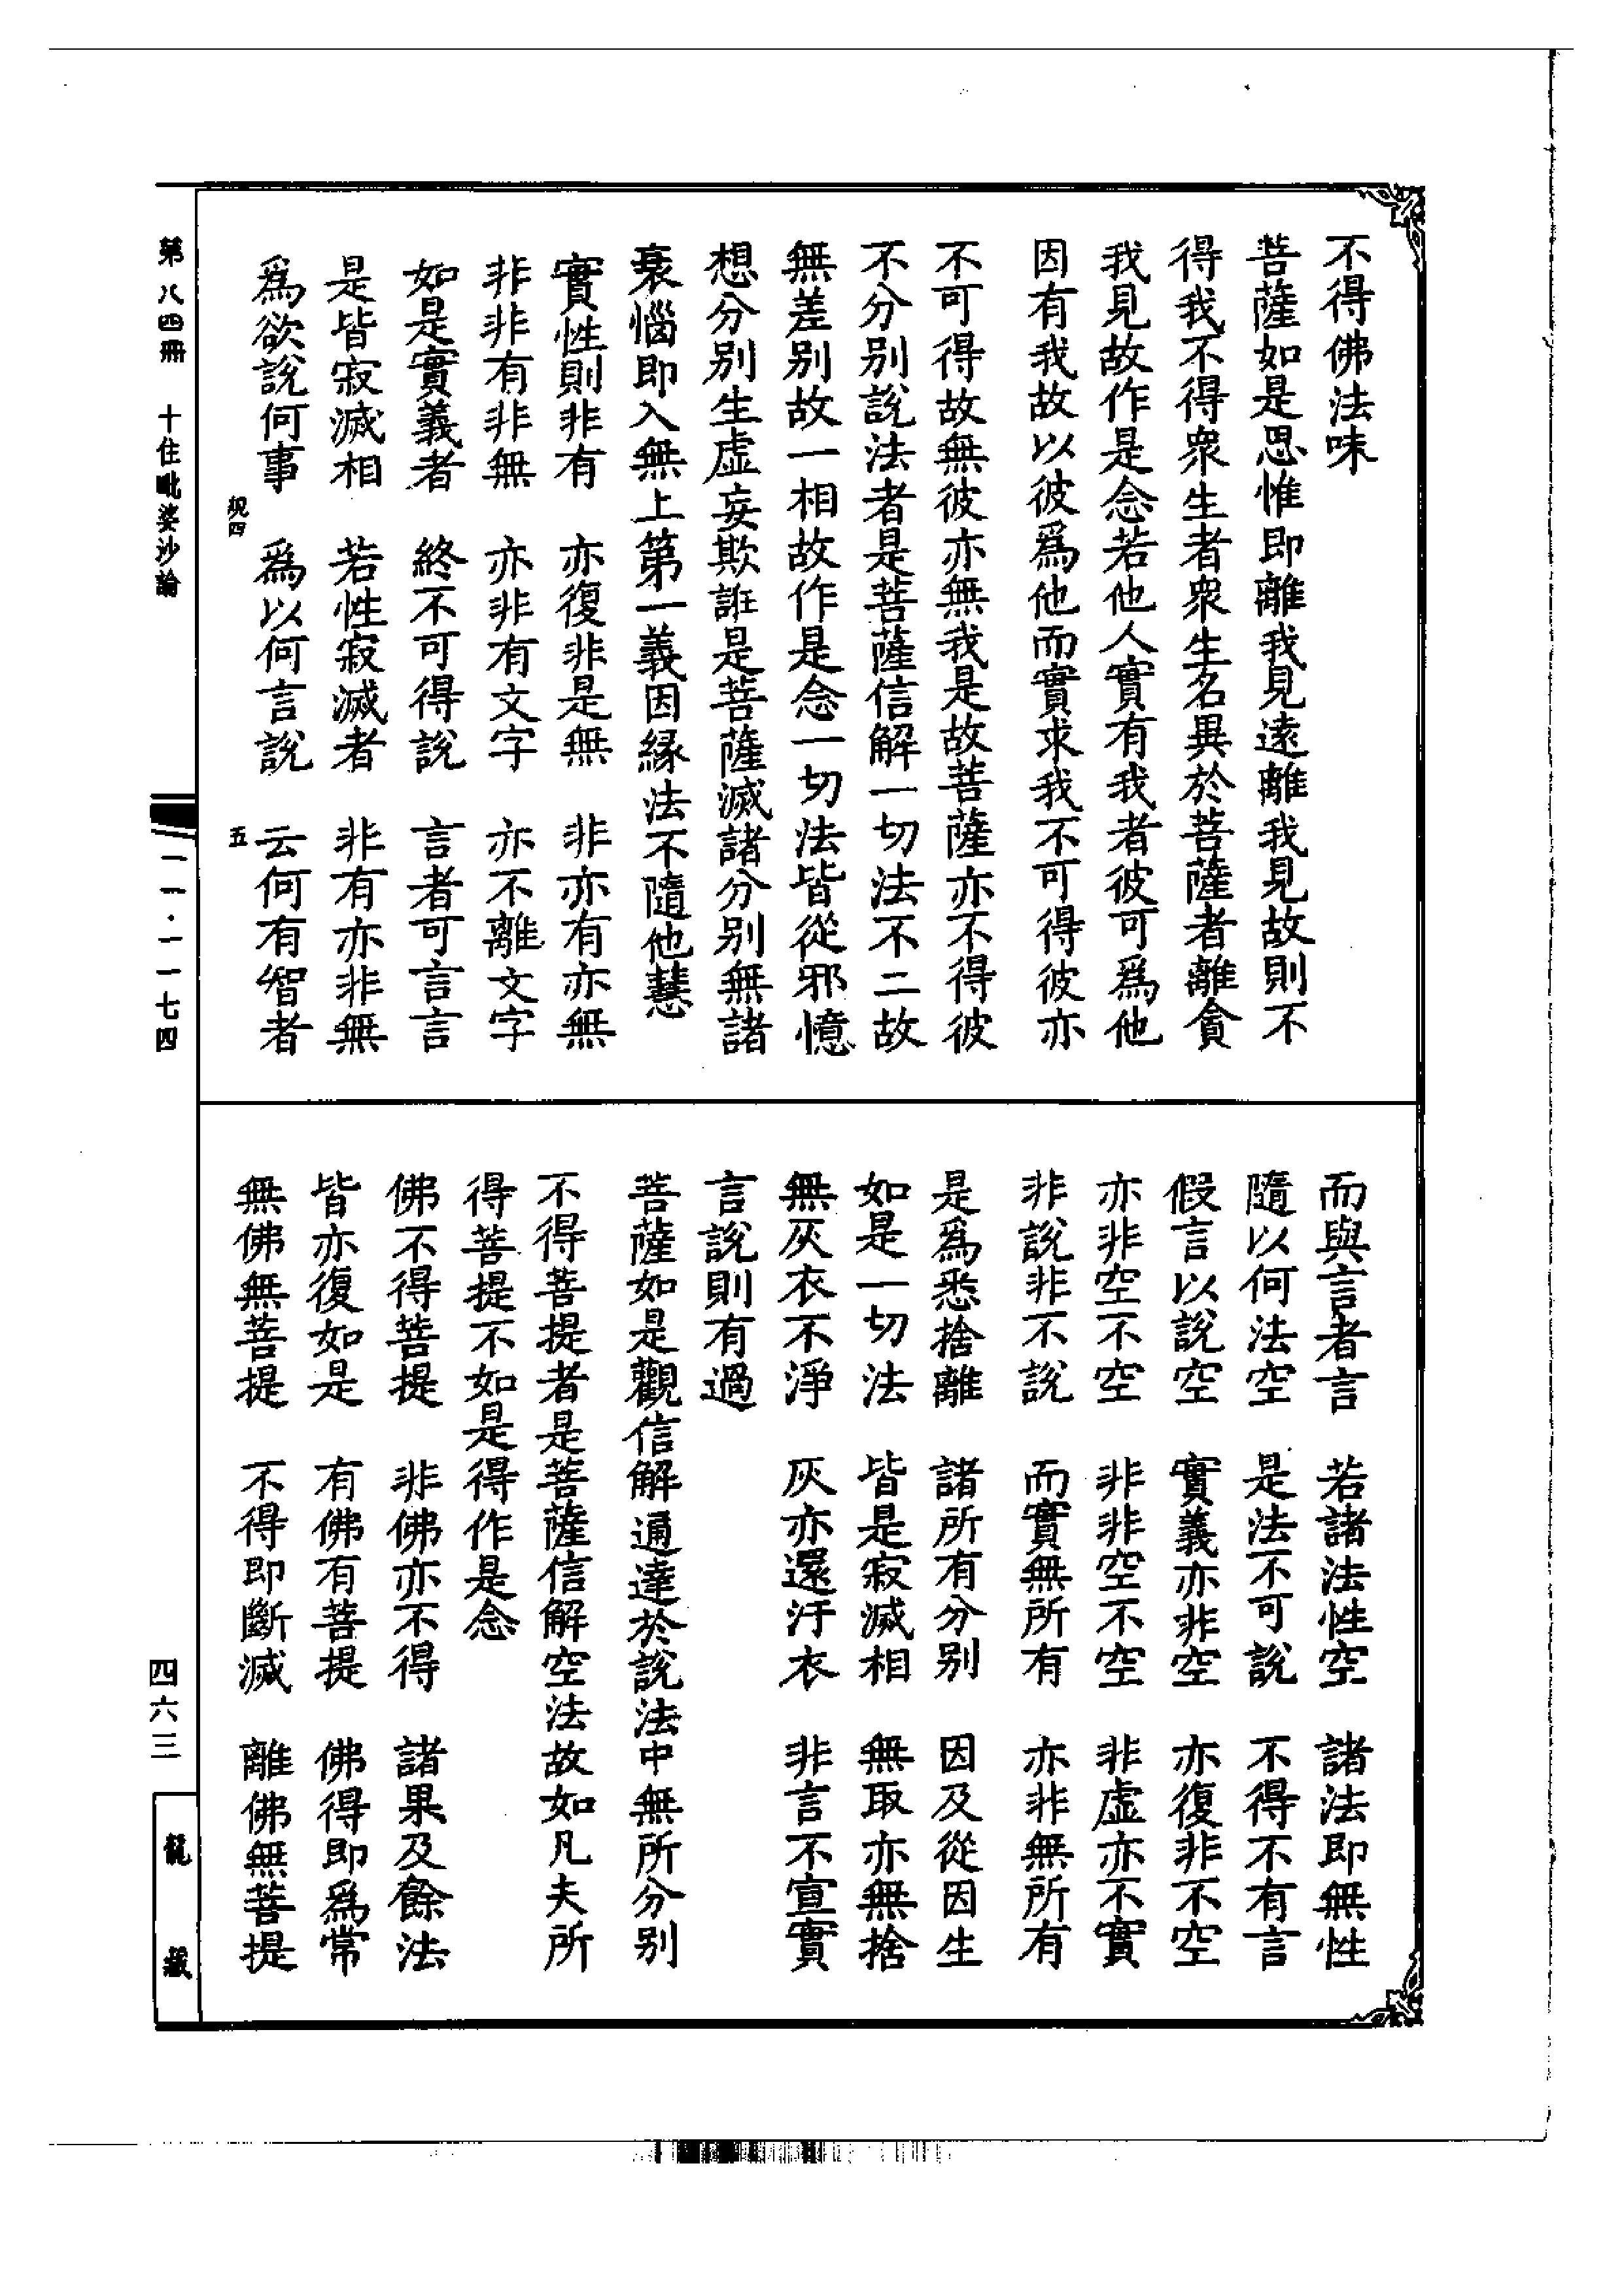 不得佛法味
菩薩如是思惟即離我見遠離我見故則不
得我不得衆生者衆生名異於菩薩者離貪
我見故作是念若他人實有我者彼可爲他
因有我故以彼爲他而實求我不可得彼亦
不可得故無彼亦無我是故菩薩亦不得彼
不分别說法者是菩薩信解一切法不二故
無差别故一相故作是念一切法皆從邪憶
想分别生虛妄欺誑是菩薩滅諸分别無諸
衰惱即入無上第一義因緣法不隨他慧
實性則非有　亦復非是無　非亦有亦無
非非有非無　亦非有文字　亦不離文字
如是實義者　終不可得說　言者可言言
是皆寂滅相　若性寂滅者　非有亦非無
爲欲說何事　爲以何言說　云何有智者
五
而與言者言　若諸法性空　諸法即無性
隨以何法空　是法不可說　不得不有言
假言以說空　實義亦非空　亦復非不空
亦非空不空　非非空不空　非虛亦不實
非說非不說　而實無所有　亦非無所有
是爲悉捨離　諸所有分别　因及從因生
如是一切法　皆是寂滅相　無取亦無捨
無灰衣不淨　灰亦還汙衣　非言不宣實
言說則有過
菩薩如是觀信解通達於說法中無所分别
不得菩提者是菩薩信解空法故如凡夫所
得菩提不如是得作是念
佛不得菩提　非佛亦不得　諸果及餘法
皆亦復如是　有佛有菩提　佛得即爲常
無佛無菩提　不得即斷滅　離佛無菩提
第八四冊　十住毗婆沙論
一一·一一七四
四六三
龍藏